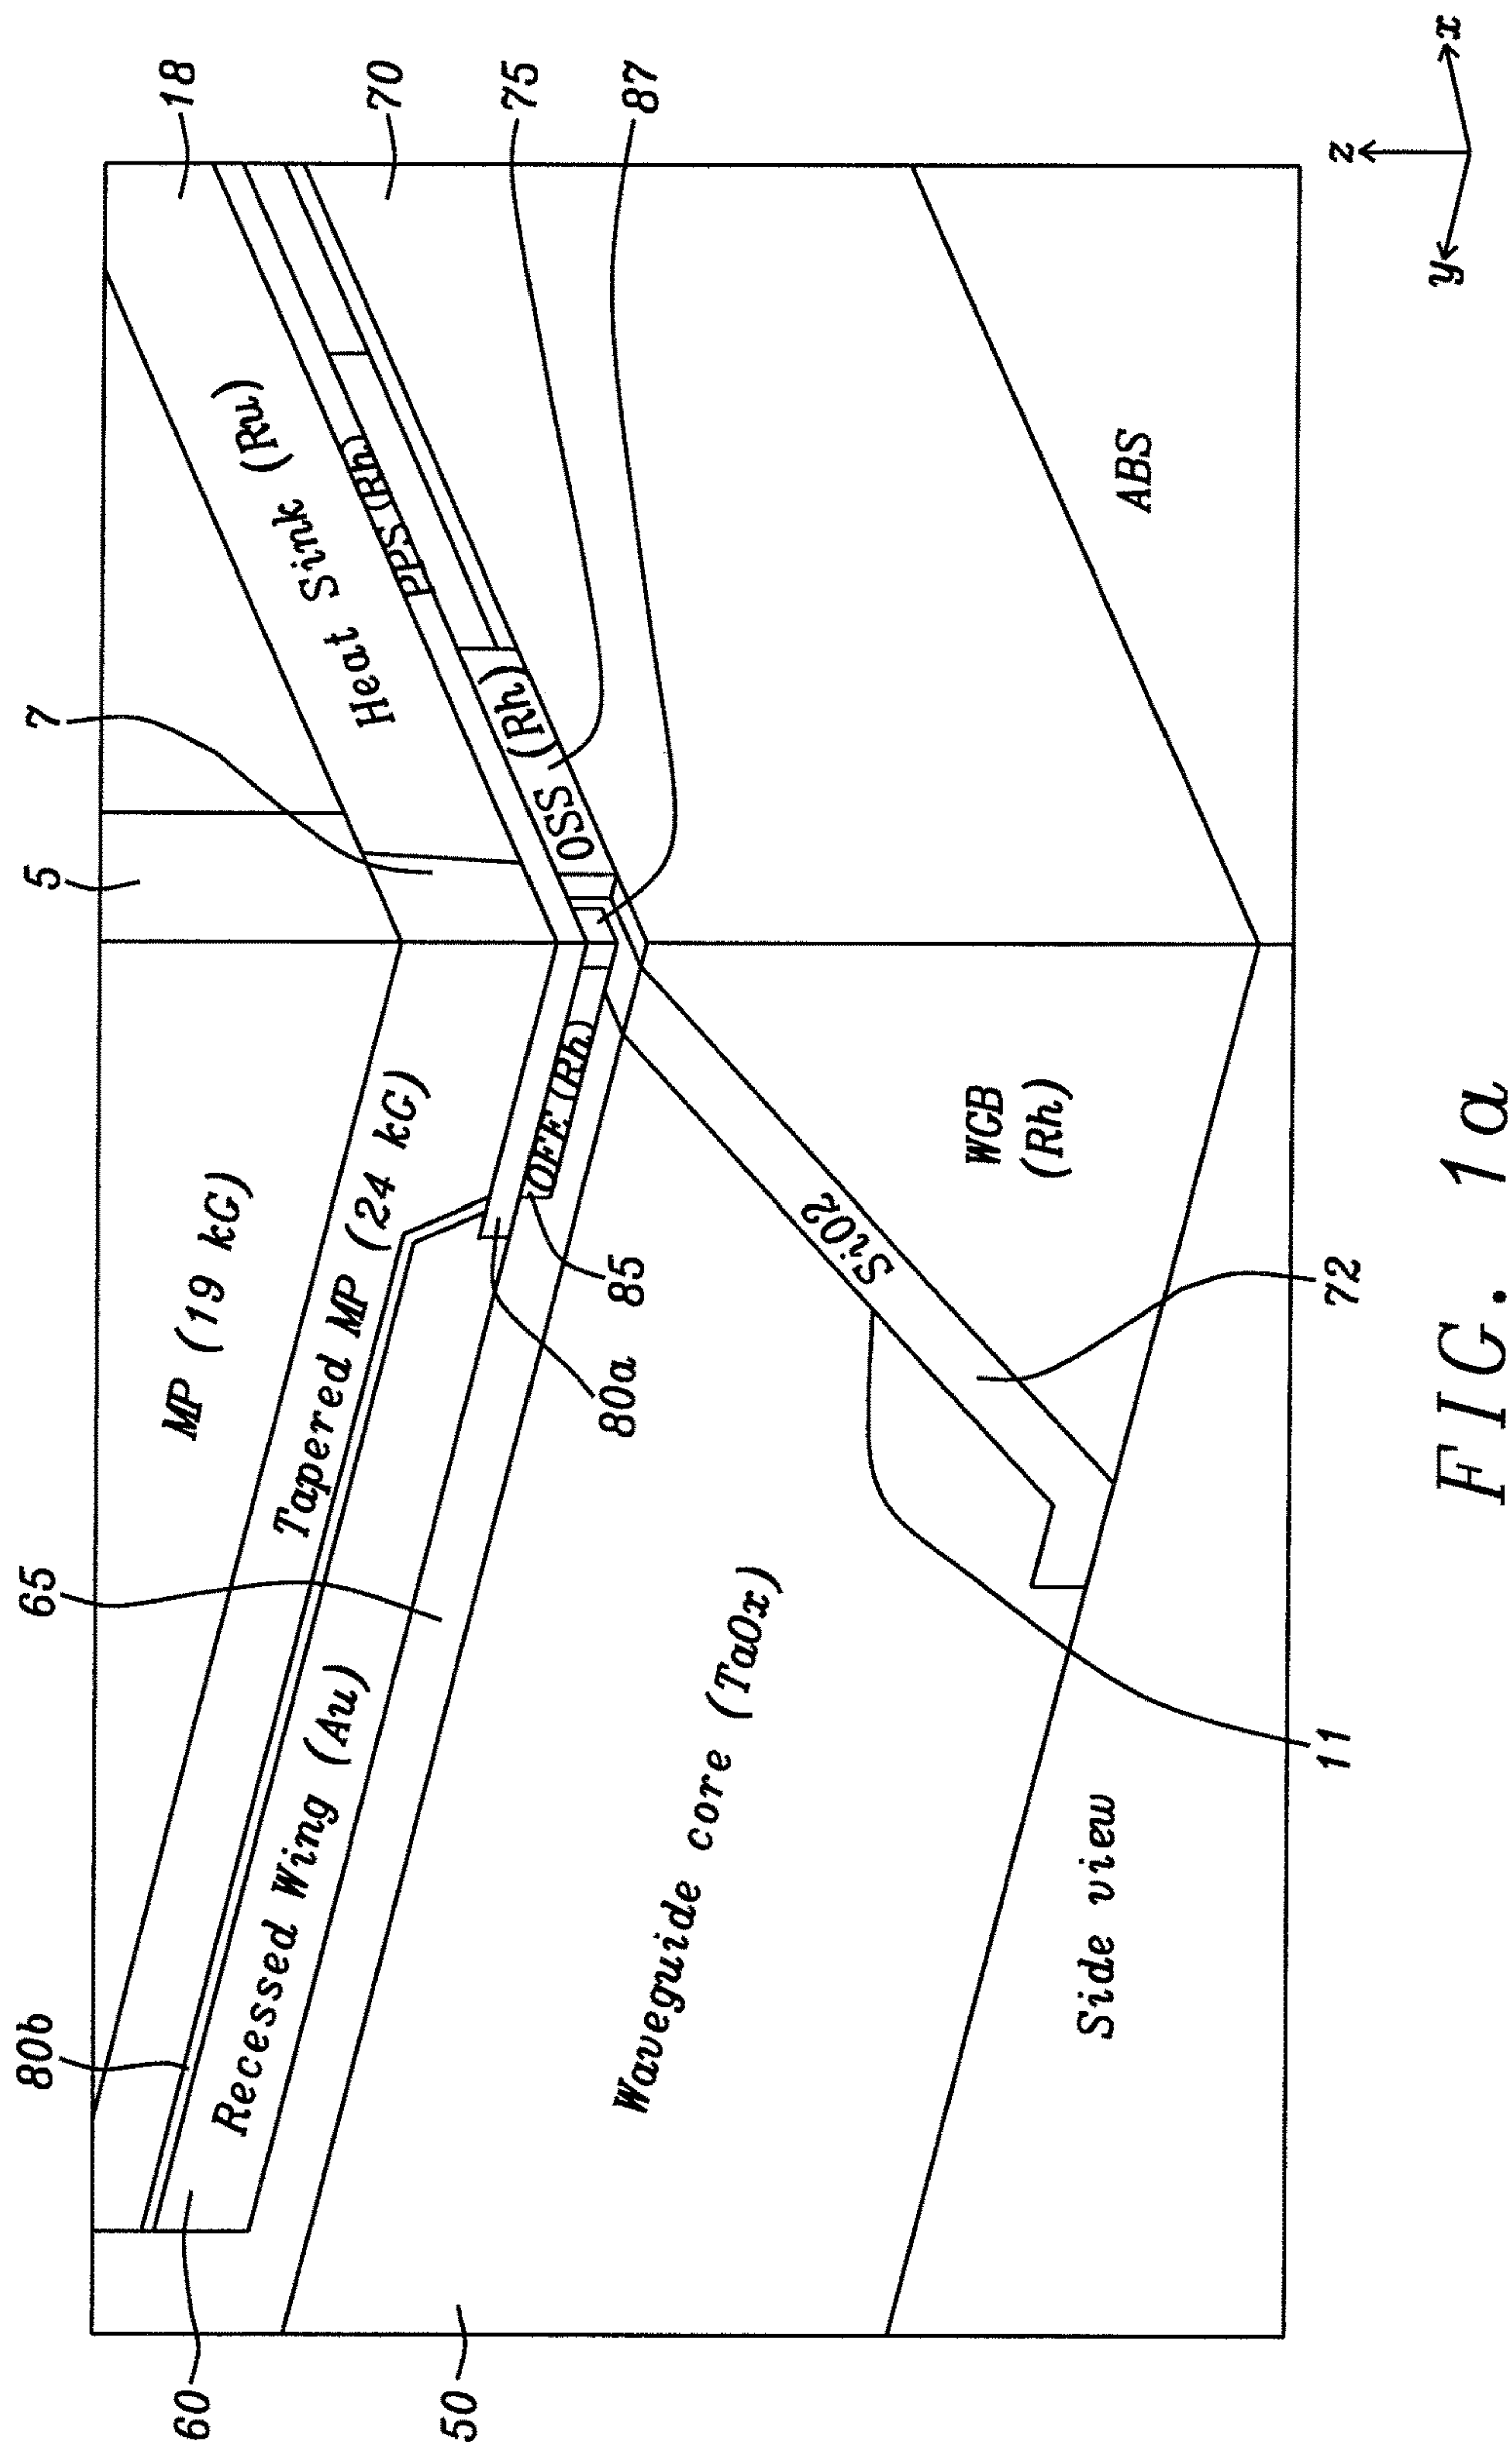 80b
65
5
7
18
70
75
87
MP (19 kG)
Tapered MP (24 kG)
Heat Sink (Ru)
PPS (Rh)
OSS (Rh)
OFE (Rh)
Recessed Wing (Au)
60
50
80a
85
Waveguide core (TaOx)
SiO2
WGB
(Rh)
ABS
Side view
11
72
y
z
x
FIG. 1a